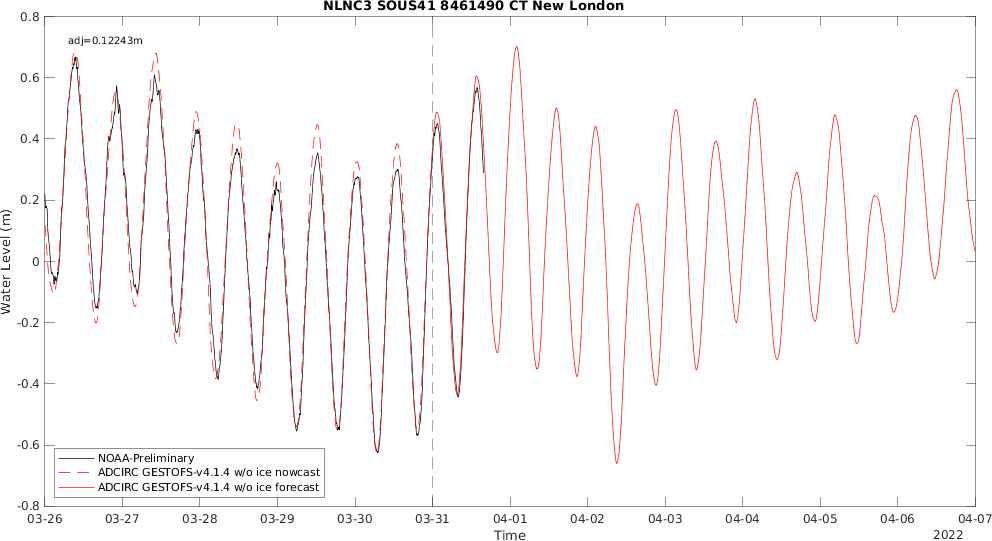 NLNC3 SOUS41 8461490 CT New London
adj=0.12243m
0.8
0.6
0.4
0.2
0
-0.2
-0.4
-0.6
-0.8
Water Level (m)
NOAA-Preliminary
ADCIRC GESTOFS-v4.1.4 w/o ice nowcast
ADCIRC GESTOFS-v4.1.4 w/o ice forecast
03-26 03-27 03-28 03-29 03-30 03-31 04-01 04-02 04-03 04-04 04-05 04-06 04-07
Time
2022